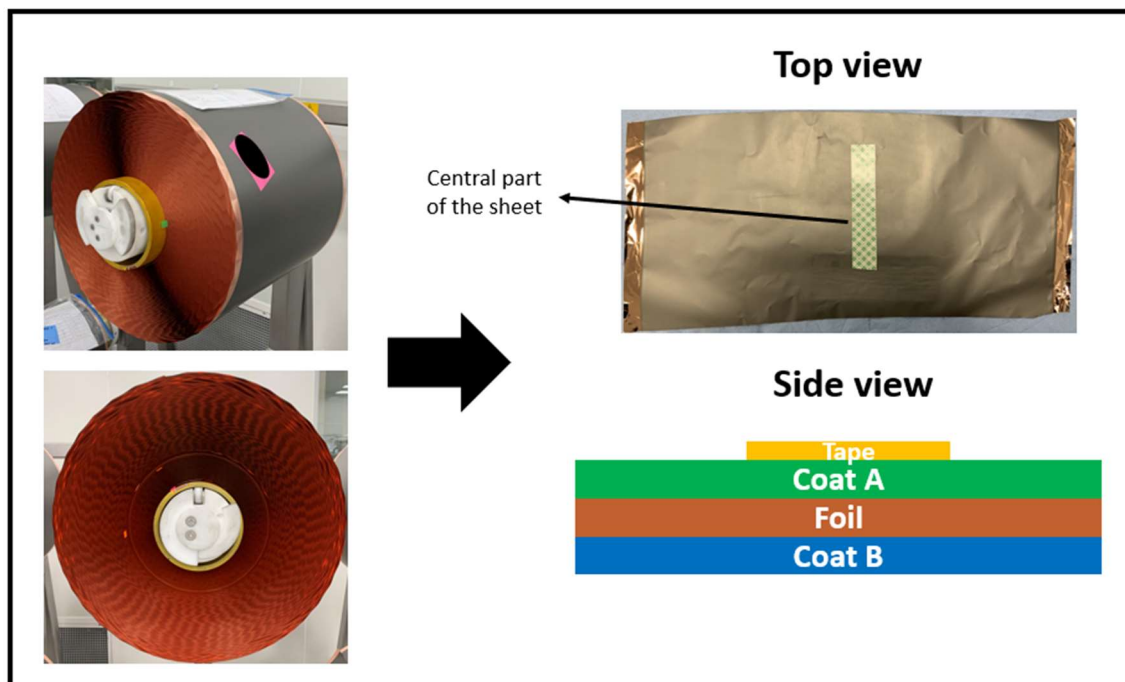 Top view
Central part
of the sheet
Side view
Tape
Coat A
Foil
Coat B